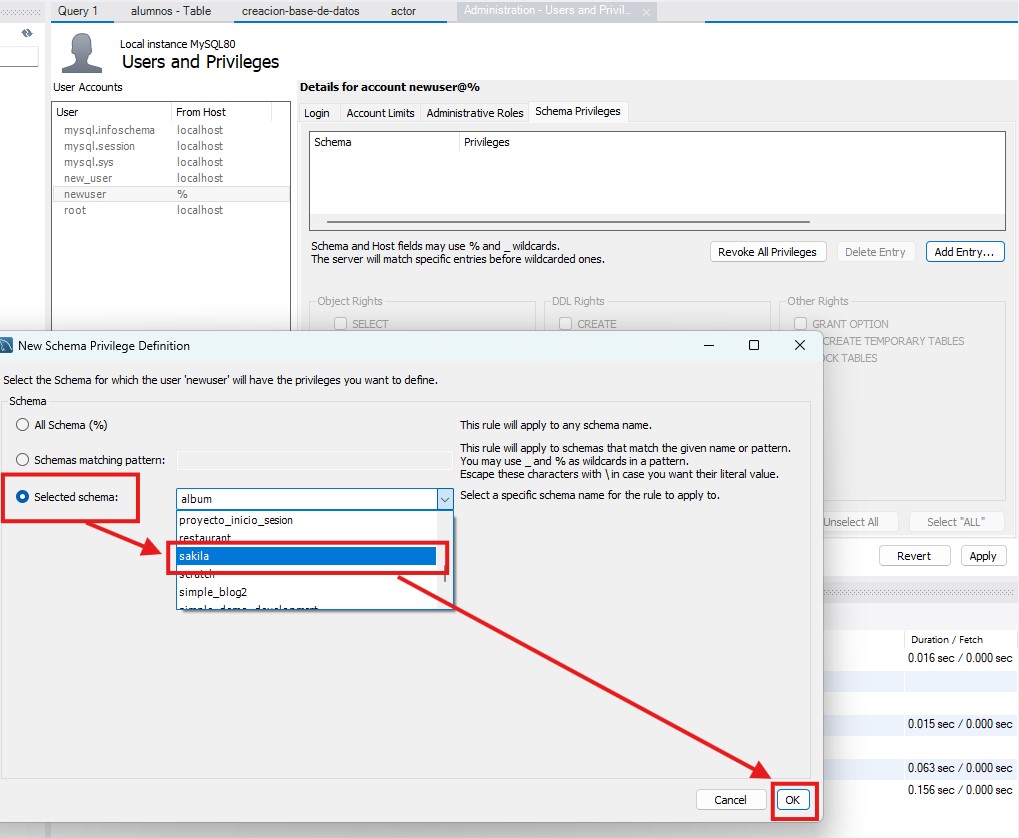 Query 1 alumnos - Table creacion-base-de-datos actor Administration - Users and Privil...
Local instance MySQL80
Users and Privileges
User Accounts
User From Host
mysql.infoschema localhost
mysql.session localhost
mysql.sys localhost
new_user localhost
newuser %
root localhost
Details for account newuser@%
Login Account Limits Administrative Roles Schema Privileges
Schema Privileges
Schema and Host fields may use % and _ wildcards.
The server will match specific entries before wildcarded ones.
Revoke All Privileges Delete Entry Add Entry...
Object Rights DDL Rights Other Rights
SELECT CREATE GRANT OPTION
CREATE TEMPORARY TABLES
OCK TABLES
Unselect All Select "ALL"
Revert Apply
New Schema Privilege Definition
Select the Schema for which the user 'newuser' will have the privileges you want to define.
Schema
All Schema (%) This rule will apply to any schema name.
Schemas matching pattern: This rule will apply to schemas that match the given name or pattern.
You may use _ and % as wildcards in a pattern.
Escape these characters with \ in case you want their literal value.
Selected schema: album Select a specific schema name for the rule to apply to.
proyecto_inicio_sesion
restaurant
sakila
scratch
simple_blog2
simple_demo_development
Cancel OK
Duration / Fetch
0.016 sec / 0.000 sec
0.015 sec / 0.000 sec
0.063 sec / 0.000 sec
0.156 sec / 0.000 sec